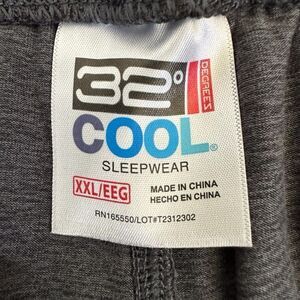 32° DEGREES
COOL®
SLEEPWEAR
XXL/EEG
MADE IN CHINA
HECHO EN CHINA
RN165550/LOT#T2312302